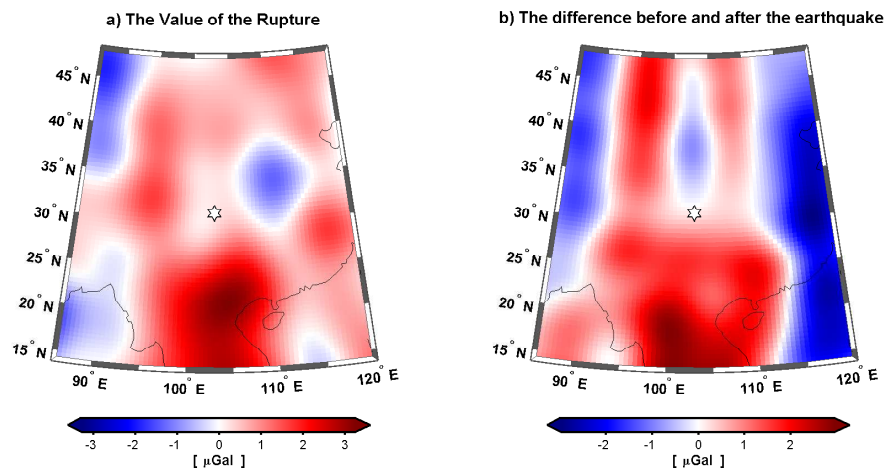 a) The Value of the Rupture
b) The difference before and after the earthquake
45°N
40°N
35°N
30°N
25°N
20°N
15°N
90°E
100°E
110°E
120°E
45°N
40°N
35°N
30°N
25°N
20°N
15°N
90°E
100°E
110°E
120°E
-3 -2 -1 0 1 2 3
[ μGal ]
-2 -1 0 1 2
[ μGal ]